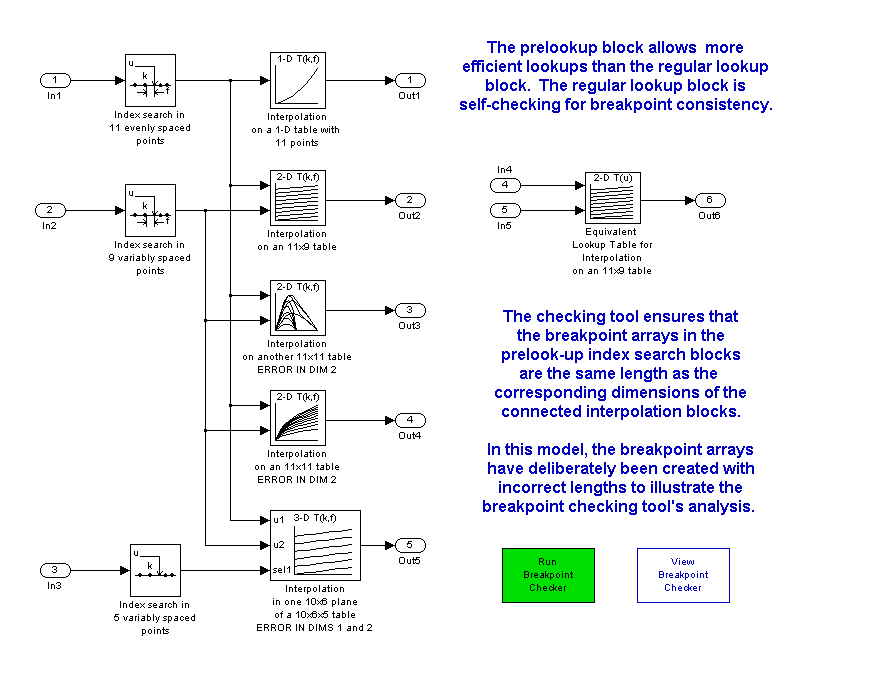 1
In1
u
k
f
Index search in
11 evenly spaced
points
1-D T(k,f)
Interpolation
on a 1-D table with
11 points
1
Out1
The prelookup block allows more
efficient lookups than the regular lookup
block. The regular lookup block is
self-checking for breakpoint consistency.
2
In2
u
k
f
Index search in
9 variably spaced
points
2-D T(k,f)
Interpolation
on an 11x9 table
2
Out2
In4
4
5
In5
2-D T(u)
Equivalent
Lookup Table for
Interpolation
on an 11x9 table
6
Out6
2-D T(k,f)
Interpolation
on another 11x11 table
ERROR IN DIM 2
3
Out3
The checking tool ensures that
the breakpoint arrays in the
prelook-up index search blocks
are the same length as the
corresponding dimensions of the
connected interpolation blocks.
2-D T(k,f)
Interpolation
on an 11x11 table
ERROR IN DIM 2
4
Out4
In this model, the breakpoint arrays
have deliberately been created with
incorrect lengths to illustrate the
breakpoint checking tool's analysis.
3
In3
u
k
Index search in
5 variably spaced
points
u1
u2
sel1
3-D T(k,f)
Interpolation
in one 10x6 plane
of a 10x6x5 table
ERROR IN DIMS 1 and 2
5
Out5
Run
Breakpoint
Checker
View
Breakpoint
Checker